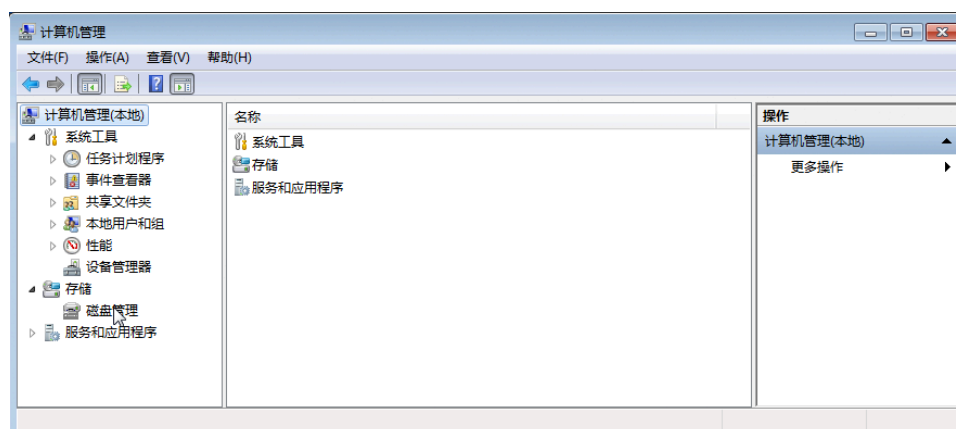 计算机管理
文件(F) 操作(A) 查看(V) 帮助(H)
计算机管理(本地)
系统工具
任务计划程序
事件查看器
共享文件夹
本地用户和组
性能
设备管理器
存储
磁盘管理
服务和应用程序
名称
系统工具
存储
服务和应用程序
操作
计算机管理(本地)
更多操作